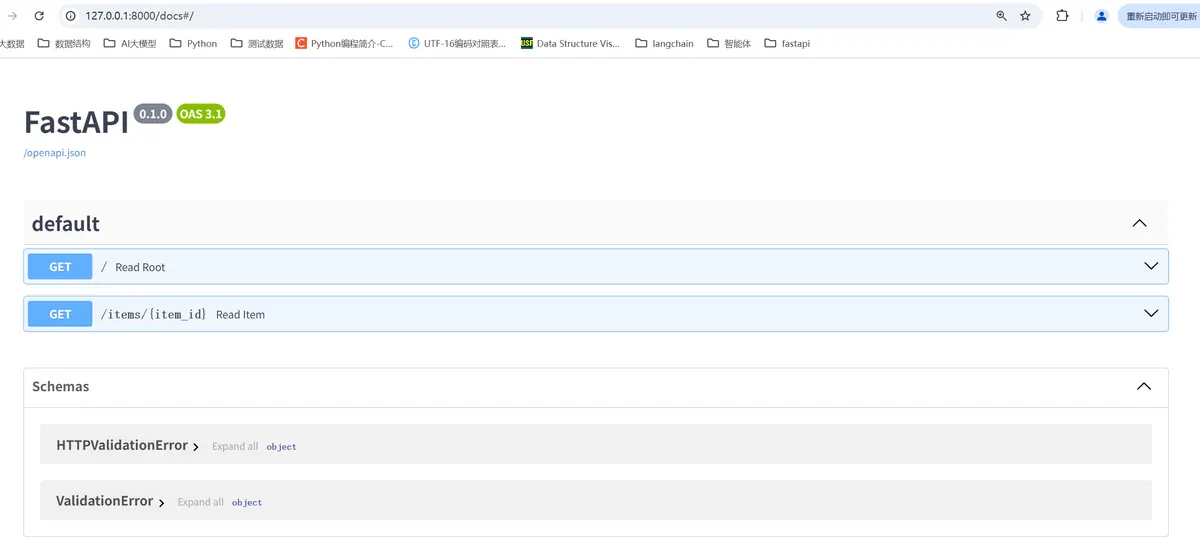 127.0.0.1:8000/docs#/ 重新启动即可更新
大数据 数据结构 AI大模型 Python 测试数据 Python编程简介-C... UTF-16编码对照表... USF Data Structure Vis... langchain 智能体 fastapi
FastAPI 0.1.0 OAS 3.1
/openapi.json
default
GET / Read Root
GET /items/{item_id} Read Item
Schemas
HTTPValidationError Expand all object
ValidationError Expand all object